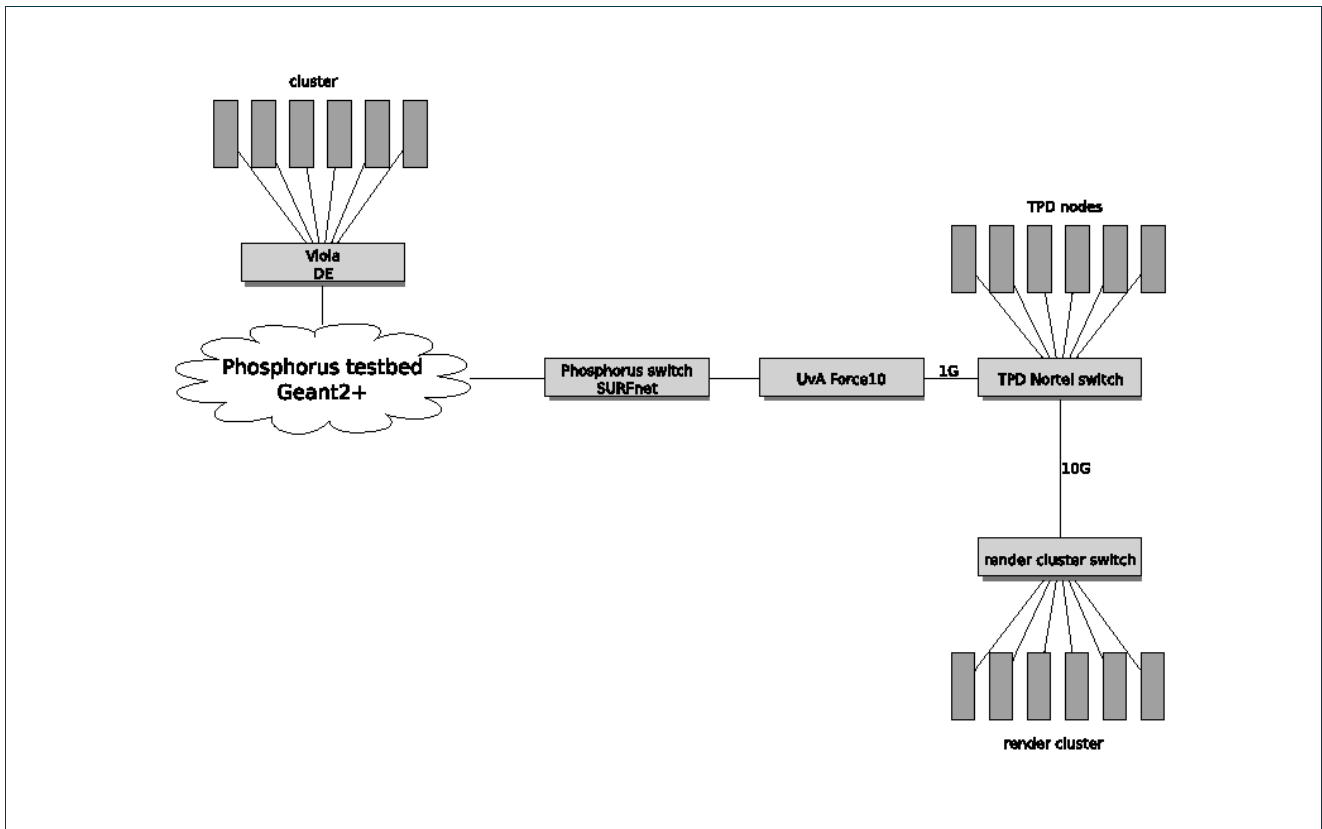 cluster
Viola
DE
TPD nodes
Phosphorus testbed
Geant2+
Phosphorus switch
SURFnet
UvA Force10
1G
TPD Nortel switch
10G
render cluster switch
render cluster